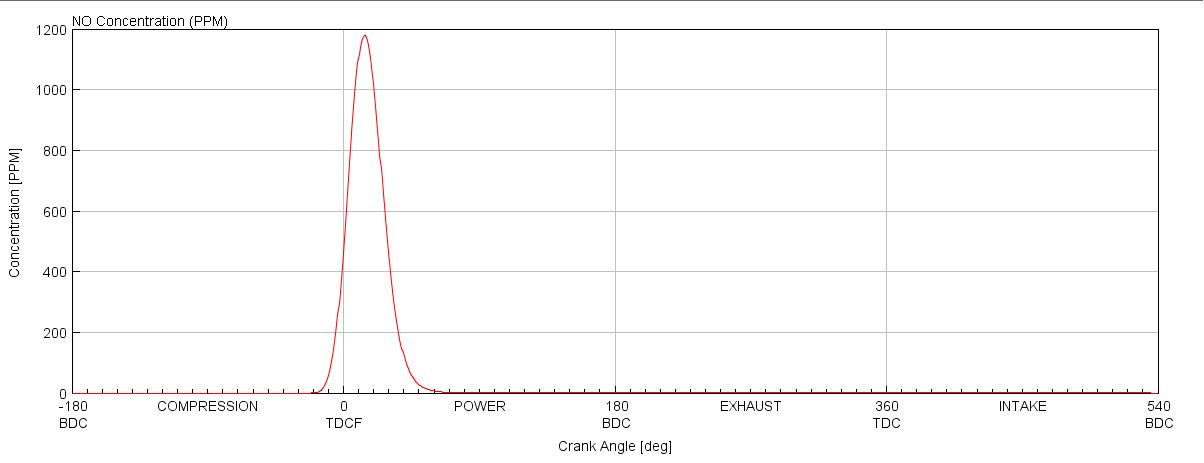 NO Concentration (PPM)
1200
1000
800
600
400
200
0
Concentration [PPM]
-180 COMPRESSION 0 POWER 180 EXHAUST 360 INTAKE 540
BDC TDCF BDC TDC BDC
Crank Angle [deg]